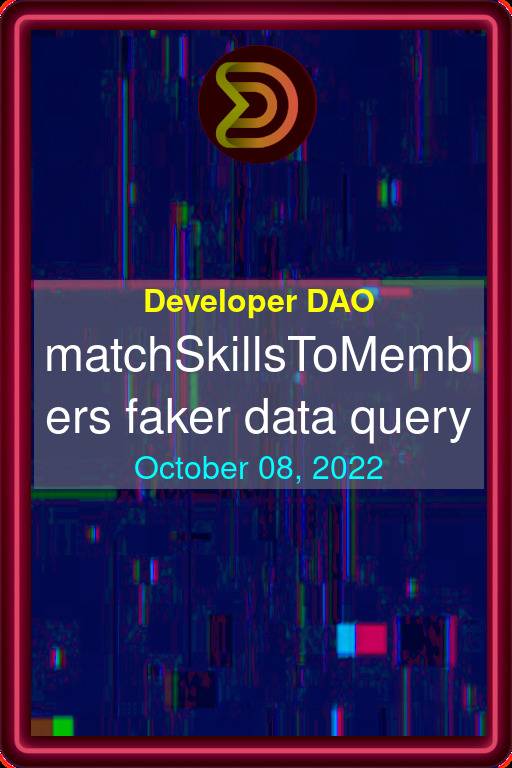 Developer DAO
matchSkillsToMemb
ers faker data query
October 08, 2022